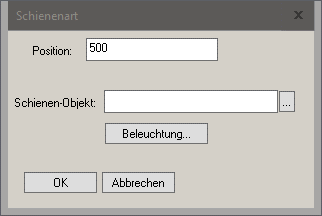 Schienenart
Position: 500
Schienen-Objekt: ...
Beleuchtung...
OK Abbrechen